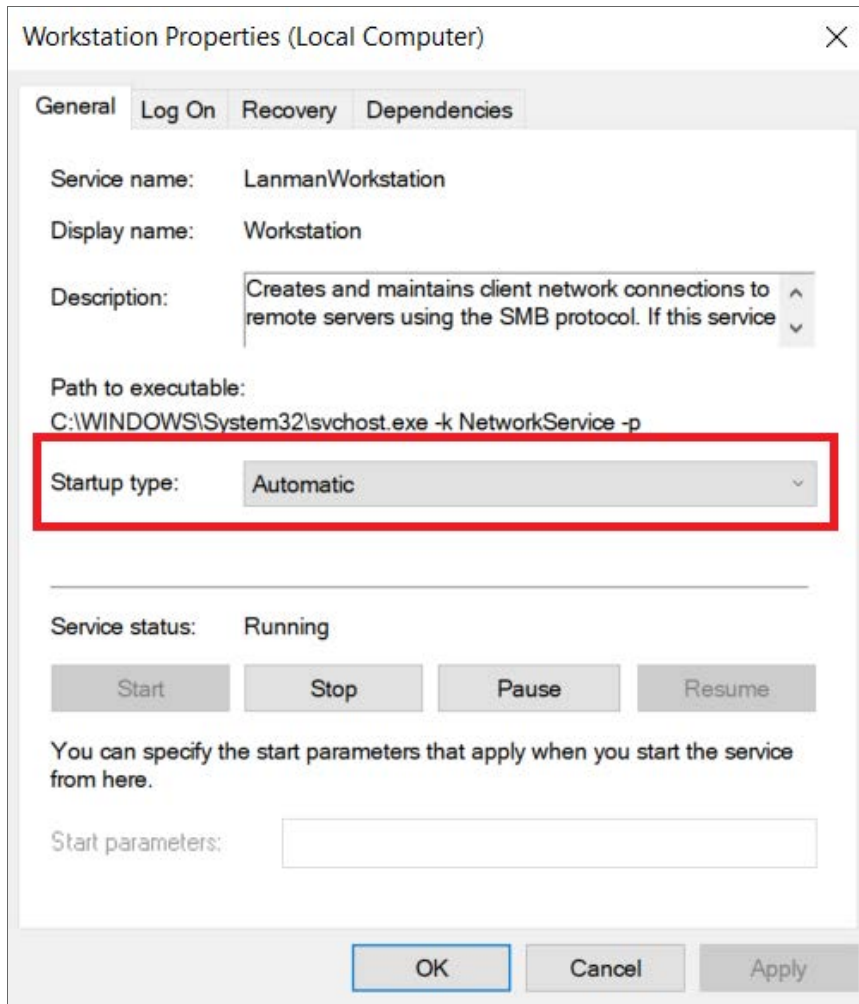 Workstation Properties (Local Computer)
General Log On Recovery Dependencies
Service name: LanmanWorkstation
Display name: Workstation
Description: Creates and maintains client network connections to
remote servers using the SMB protocol. If this service
Path to executable:
C:\WINDOWS\System32\svchost.exe -k NetworkService -p
Startup type: Automatic
Service status: Running
Start Stop Pause Resume
You can specify the start parameters that apply when you start the service
from here.
Start parameters:
OK Cancel Apply